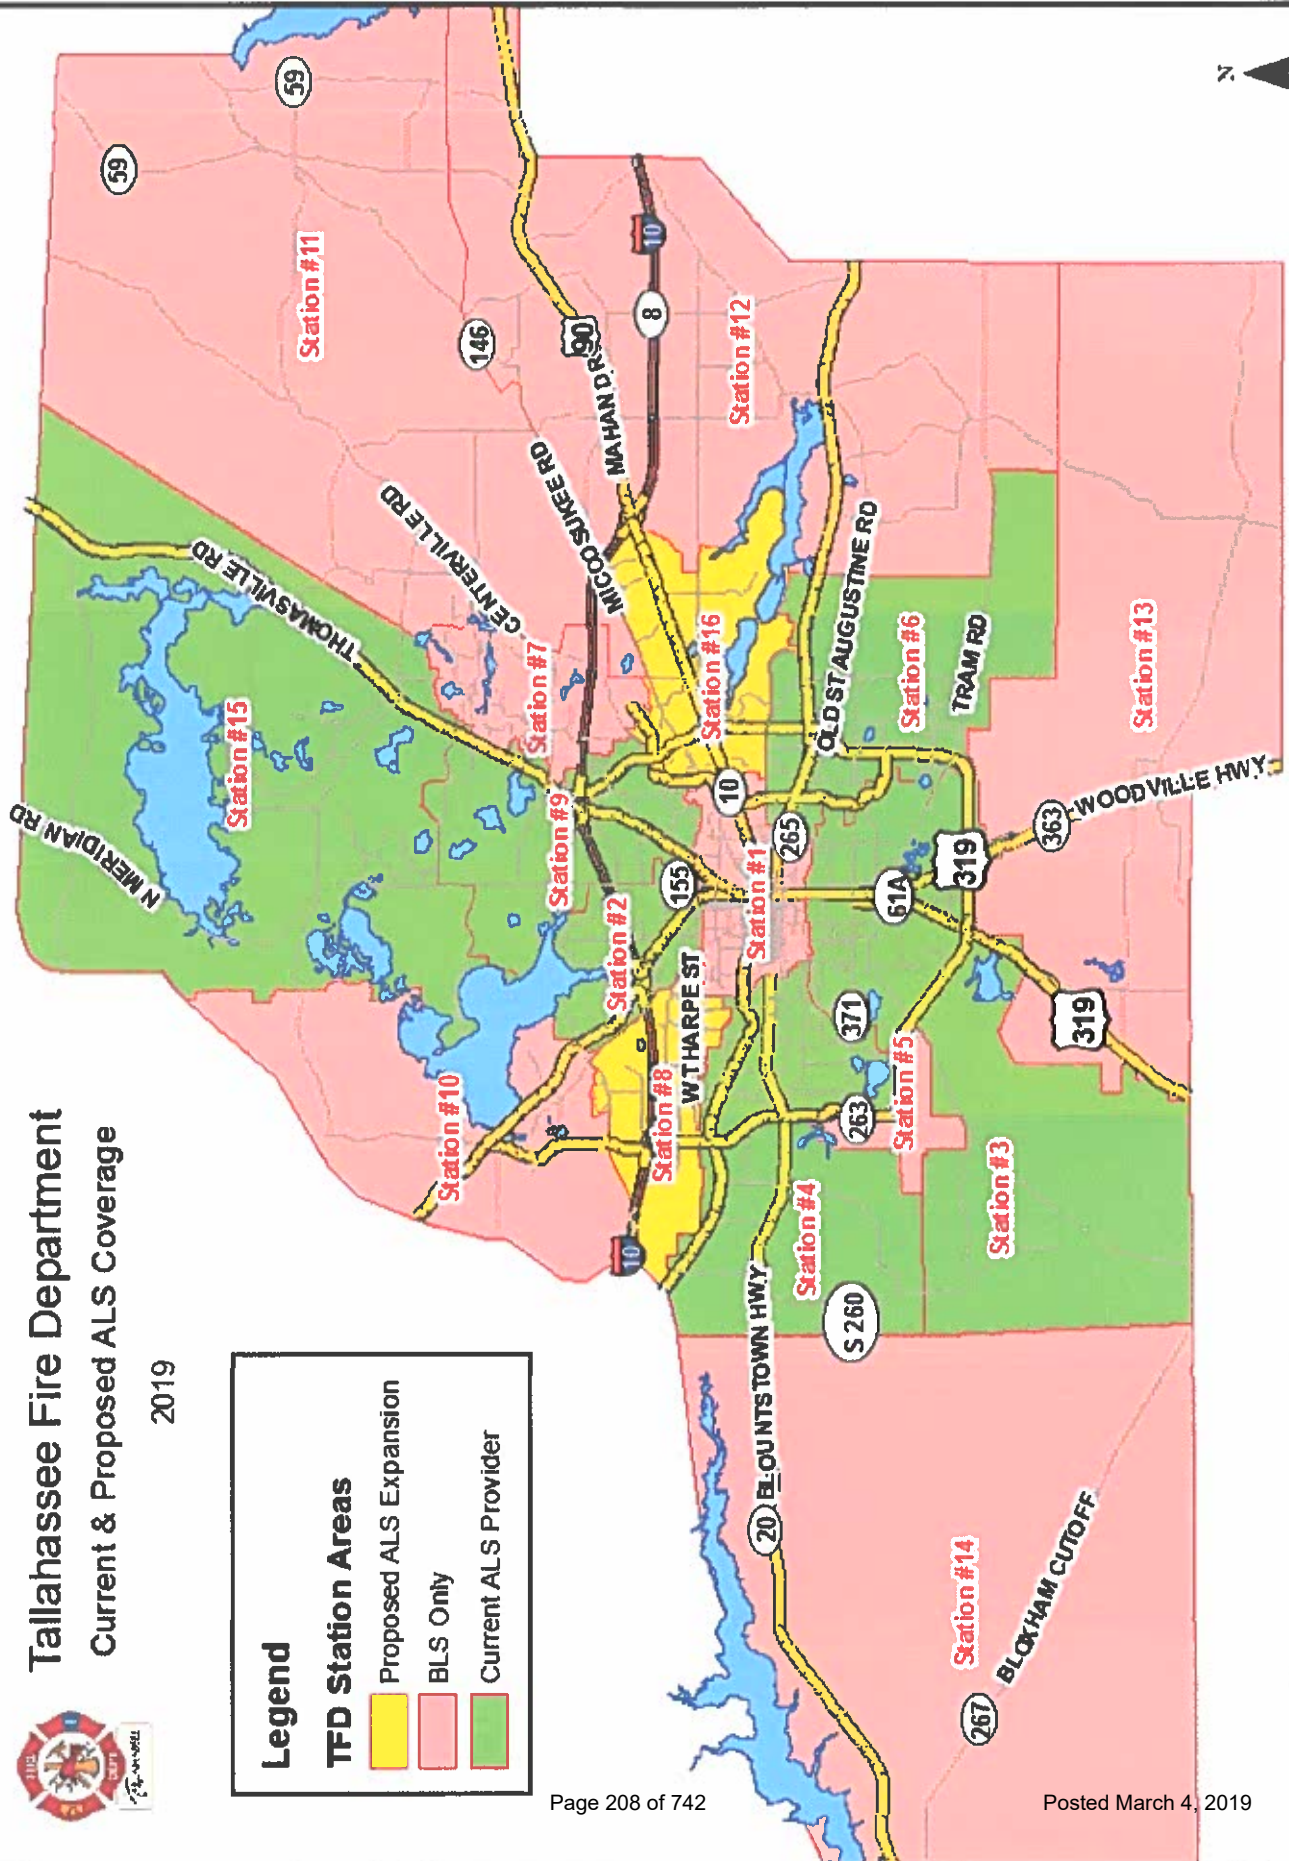 Tallahassee Fire Department
Current & Proposed ALS Coverage
2019
FIRE
DEPT
Legend
TFD Station Areas
Proposed ALS Expansion
BLS Only
Current ALS Provider
N
N MERIDIAN RD
THOMASVILLE RD
CENTERVILLE RD
MICCOSUKEE RD
MAHAN DR
OLD ST AUGUSTINE RD
TRAM RD
WOODVILLE HWY
W THARPE ST
BLOUNTSTOWN HWY
BLOXHAM CUTOFF
Station #15
Station #11
Station #7
Station #9
Station #2
Station #10
Station #8
Station #16
Station #12
Station #1
Station #6
Station #13
Station #5
Station #4
Station #3
Station #14
59
59
146
90
10
8
10
155
265
61A
319
363
371
263
319
10
S 260
20
267
Page 208 of 742
Posted March 4, 2019